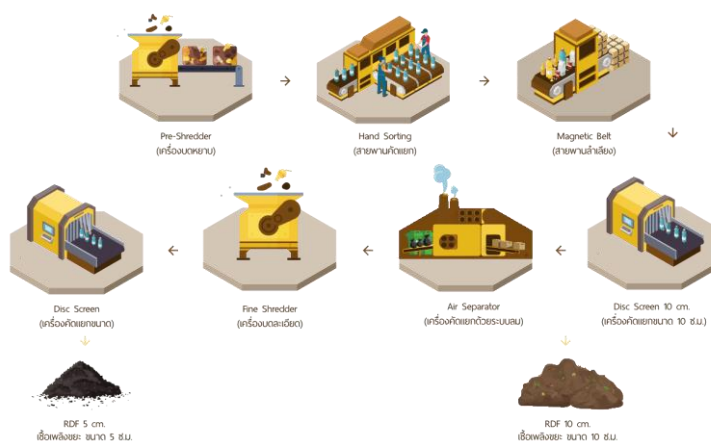 Pre-Shredder
(เครื่องบดหยาบ)
Hand Sorting
(สายพานคัดแยก)
Magnetic Belt
(สายพานลำเลียง)
Disc Screen
(เครื่องคัดแยกขนาด)
Fine Shredder
(เครื่องบดละเอียด)
Air Separator
(เครื่องคัดแยกด้วยระบบลม)
Disc Screen 10 cm.
(เครื่องคัดแยกขนาด 10 ซ.ม.)
RDF 5 cm.
เชื้อเพลิงขยะ ขนาด 5 ซ.ม.
RDF 10 cm.
เชื้อเพลิงขยะ ขนาด 10 ซ.ม.